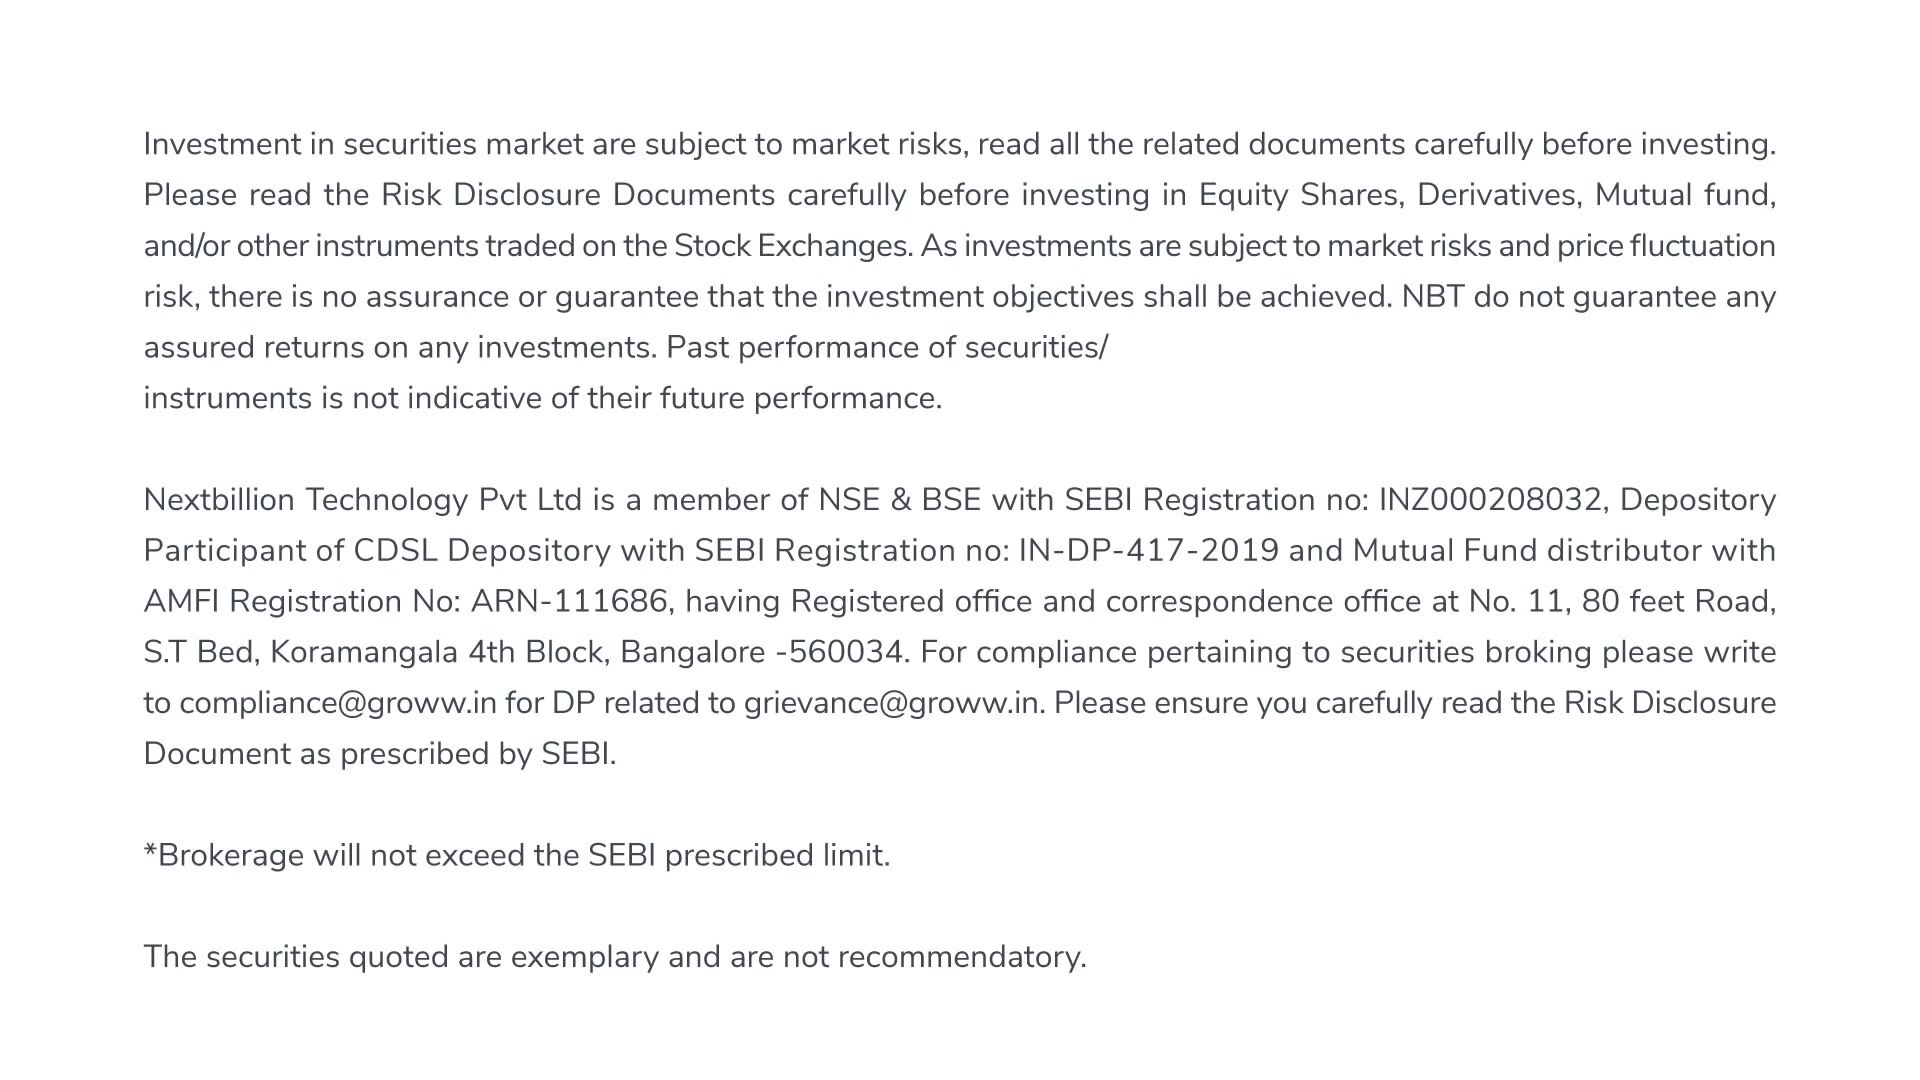 Investment in securities market are subject to market risks, read all the related documents carefully before investing.
Please read the Risk Disclosure Documents carefully before investing in Equity Shares, Derivatives, Mutual fund,
and/or other instruments traded on the Stock Exchanges. As investments are subject to market risks and price fluctuation
risk, there is no assurance or guarantee that the investment objectives shall be achieved. NBT do not guarantee any
assured returns on any investments. Past performance of securities/
instruments is not indicative of their future performance.
Nextbillion Technology Pvt Ltd is a member of NSE & BSE with SEBI Registration no: INZ000208032, Depository
Participant of CDSL Depository with SEBI Registration no: IN-DP-417-2019 and Mutual Fund distributor with
AMFI Registration No: ARN-111686, having Registered office and correspondence office at No. 11, 80 feet Road,
S.T Bed, Koramangala 4th Block, Bangalore -560034. For compliance pertaining to securities broking please write
to compliance@groww.in for DP related to grievance@groww.in. Please ensure you carefully read the Risk Disclosure
Document as prescribed by SEBI.
*Brokerage will not exceed the SEBI prescribed limit.
The securities quoted are exemplary and are not recommendatory.